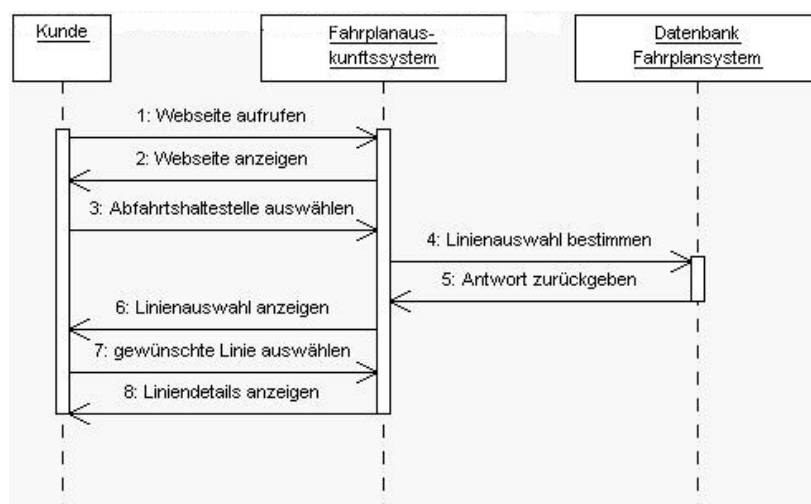 Kunde
Fahrplanaus-
kunftssystem
Datenbank
Fahrplansystem
1: Webseite aufrufen
2: Webseite anzeigen
3: Abfahrtshaltestelle auswählen
4: Linienauswahl bestimmen
5: Antwort zurückgeben
6: Linienauswahl anzeigen
7: gewünschte Linie auswählen
8: Liniendetails anzeigen